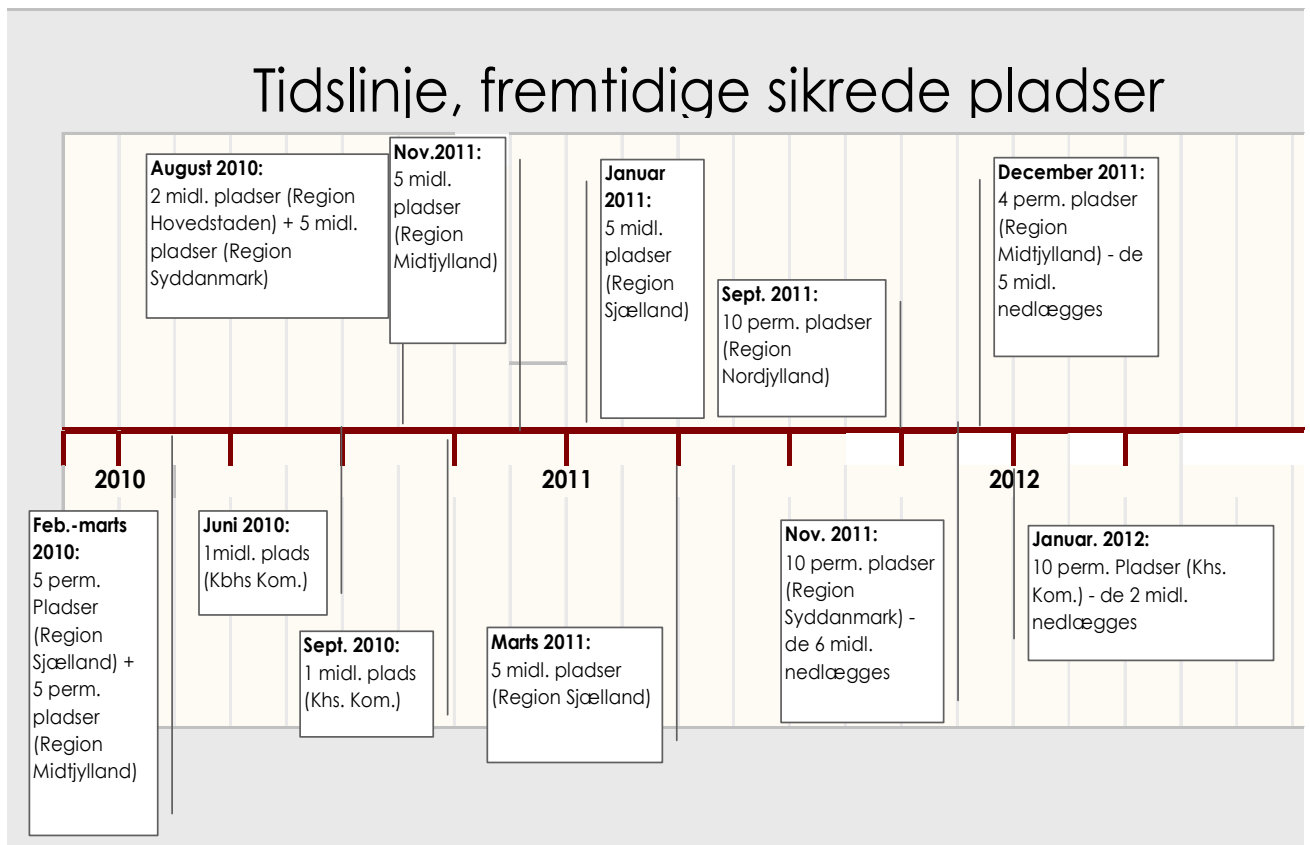 Tidslinje, fremtidige sikrede pladser
August 2010:
2 midl. pladser (Region
Hovedstaden) + 5 midl.
pladser (Region
Syddanmark)
Nov.2011:
5 midl.
pladser
(Region
Midtjylland)
Januar
2011:
5 midl.
pladser
(Region
Sjælland)
Sept. 2011:
10 perm. pladser
(Region
Nordjylland)
December 2011:
4 perm. pladser
(Region
Midtjylland) - de
5 midl.
nedlægges
2010
2011
2012
Feb.-marts
2010:
5 perm.
Pladser
(Region
Sjælland) +
5 perm.
pladser
(Region
Midtjylland)
Juni 2010:
1midl. plads
(Kbhs Kom.)
Sept. 2010:
1 midl. plads
(Khs. Kom.)
Marts 2011:
5 midl. pladser
(Region Sjælland)
Nov. 2011:
10 perm. pladser
(Region
Syddanmark) -
de 6 midl.
nedlægges
Januar. 2012:
10 perm. Pladser (Khs.
Kom.) - de 2 midl.
nedlægges